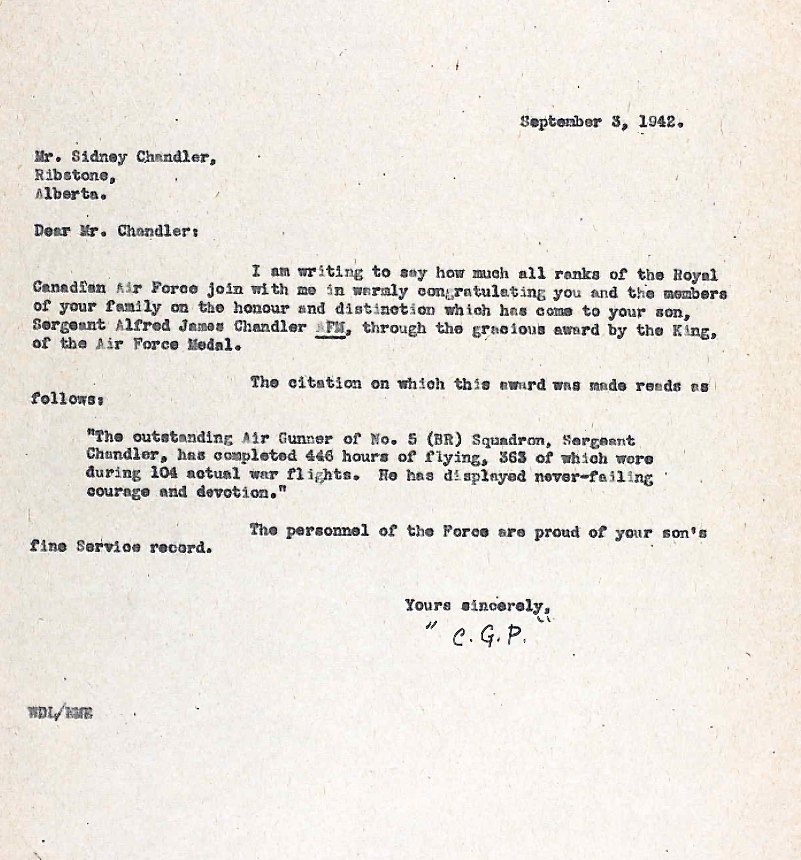 September 3, 1942.
Mr. Sidney Chandler,
Ribstone,
Alberta.
Dear Mr. Chandler:
I am writing to say how much all ranks of the Royal
Canadian Air Force join with me in warmly congratulating you and the members
of your family on the honour and distinction which has come to your son,
Sergeant Alfred James Chandler AFM, through the gracious award by the King,
of the Air Force Medal.
The citation on which this award was made reads as
follows:
"The outstanding Air Gunner of No. 5 (BR) Squadron, Sergeant
Chandler, has completed 446 hours of flying, 363 of which were
during 104 actual war flights. He has displayed never-failing
courage and devotion."
The personnel of the Force are proud of your son's
fine Service record.
Yours sincerely,
" C.G.P. "